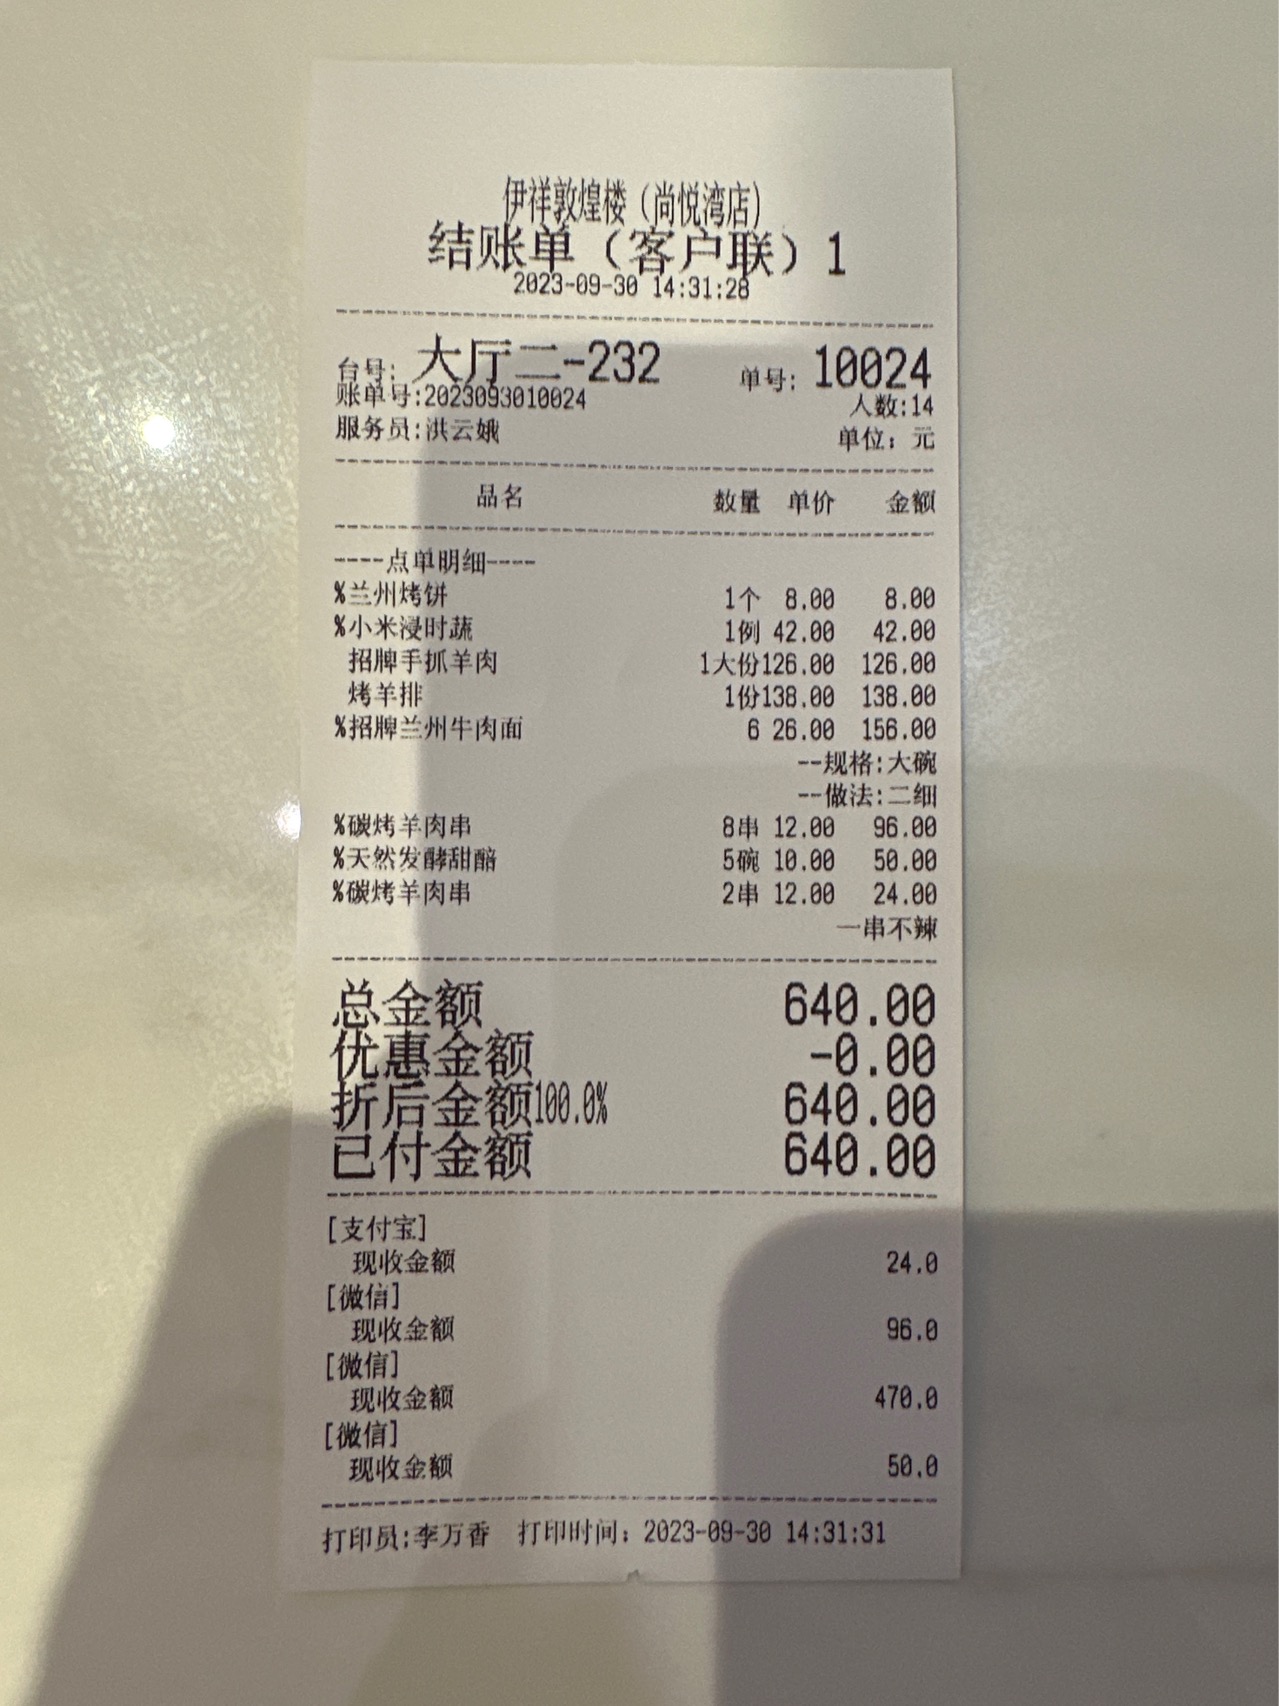 伊祥敦煌楼（尚悦湾店）
结账单（客户联）1
2023-09-30 14:31:28
台号: 大厅二-232 单号: 10024
账单号:2023093010024 人数:14
服务员:洪云娥 单位: 元
品名 数量 单价 金额
----点单明细----
%兰州烤饼 1个 8.00 8.00
%小米浸时蔬 1例 42.00 42.00
招牌手抓羊肉 1大份126.00 126.00
烤羊排 1份138.00 138.00
%招牌兰州牛肉面 6 26.00 156.00
--规格:大碗
--做法:二细
%碳烤羊肉串 8串 12.00 96.00
%天然发酵甜醅 5碗 10.00 50.00
%碳烤羊肉串 2串 12.00 24.00
一串不辣
总金额 640.00
优惠金额 -0.00
折后金额100.0% 640.00
已付金额 640.00
[支付宝]
现收金额 24.0
[微信]
现收金额 96.0
[微信]
现收金额 470.0
[微信]
现收金额 50.0
打印员:李万香 打印时间: 2023-09-30 14:31:31